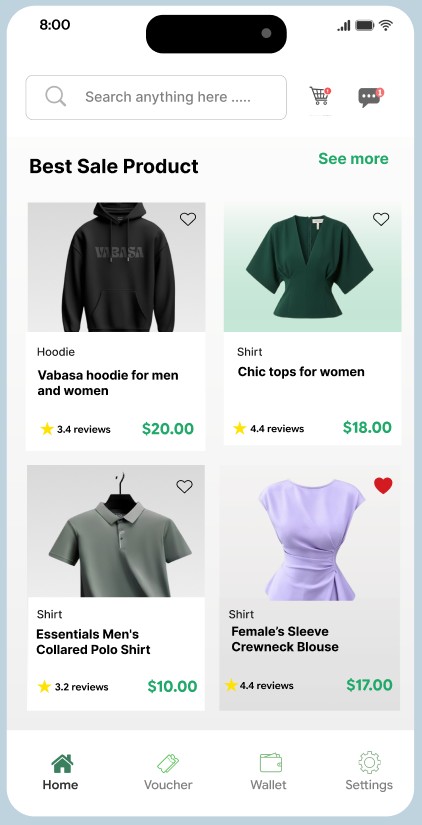 8:00
Search anything here .....
1
1
Best Sale Product
See more
VABASA
Hoodie
Vabasa hoodie for men
and women
3.4 reviews
$20.00
Shirt
Chic tops for women
4.4 reviews
$18.00
Shirt
Essentials Men's
Collared Polo Shirt
3.2 reviews
$10.00
Shirt
Female’s Sleeve
Crewneck Blouse
4.4 reviews
$17.00
Home
Voucher
Wallet
Settings